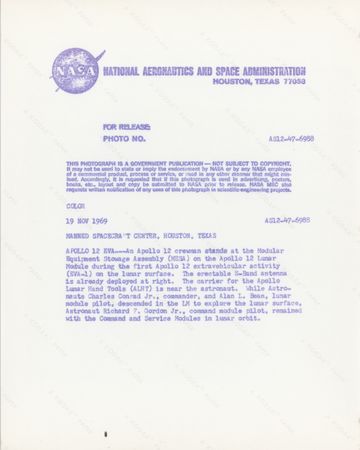 NASA
NATIONAL AERONAUTICS AND SPACE ADMINISTRATION
HOUSTON, TEXAS 77058
FOR RELEASE:
PHOTO NO. AS12-47-6988
THIS PHOTOGRAPH IS A GOVERNMENT PUBLICATION — NOT SUBJECT TO COPYRIGHT.
It may not be used to state or imply the endorsement by NASA or by any NASA employee
of a commercial product, process or service, or used in any other manner that might mis-
lead. Accordingly, it is requested that if this photograph is used in advertising, posters,
books, etc., layout and copy be submitted to NASA prior to release. NASA MSC also
requests written notification of any uses of this photograph in scientific-engineering projects.
COLOR
19 NOV 1969 AS12-47-6988
MANNED SPACECRAFT CENTER, HOUSTON, TEXAS
APOLLO 12 EVA---An Apollo 12 crewman stands at the Modular
Equipment Stowage Assembly (MESA) on the Apollo 12 Lunar
Module during the first Apollo 12 extravehicular activity
(EVA-1) on the lunar surface. The erectable S-Band antenna
is already deployed at right. The carrier for the Apollo
Lunar Hand Tools (ALHT) is near the astronaut. While Astro-
nauts Charles Conrad Jr., commander, and Alan L. Bean, lunar
module pilot, descended in the LM to explore the lunar surface,
Astronaut Richard F. Gordon Jr., command module pilot, remained
with the Command and Service Modules in lunar orbit.